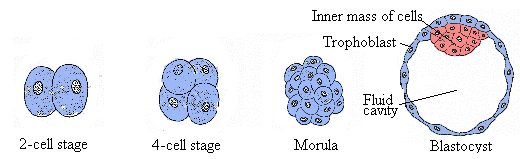 Inner mass of cells
Trophoblast
Fluid
cavity
2-cell stage
4-cell stage
Morula
Blastocyst